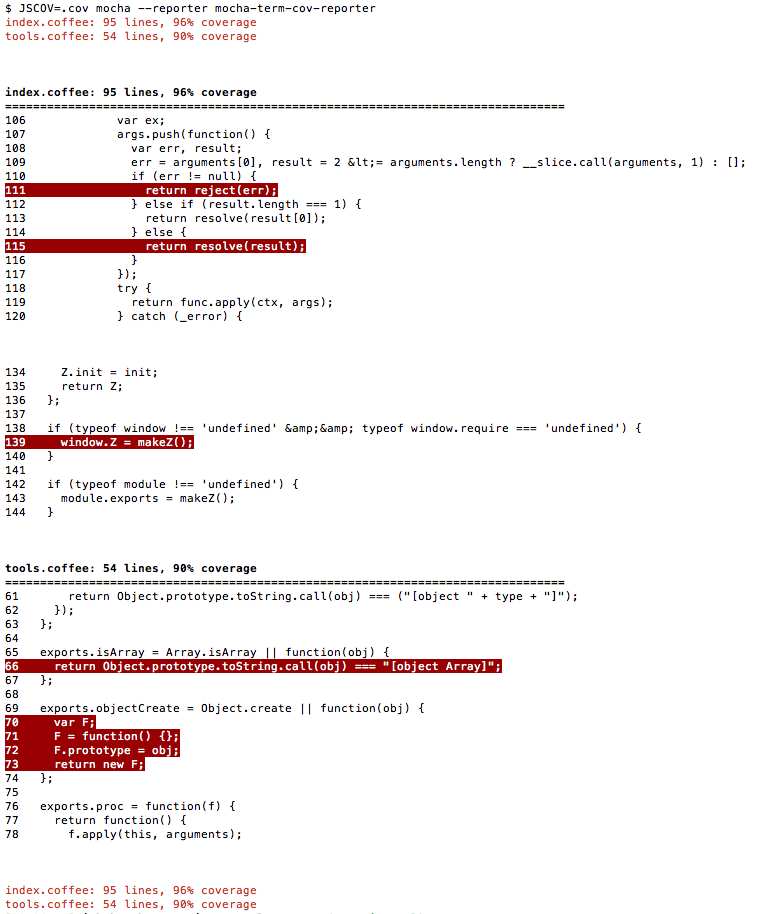 $ JSCOV=.cov mocha --reporter mocha-term-cov-reporter
index.coffee: 95 lines, 96% coverage
tools.coffee: 54 lines, 90% coverage
index.coffee: 95 lines, 96% coverage
================================================================================
106             var ex;
107             args.push(function() {
108               var err, result;
109               err = arguments[0], result = 2 &lt;= arguments.length ? __slice.call(arguments, 1) : [];
110               if (err != null) {
111                 return reject(err);
112               } else if (result.length === 1) {
113                 return resolve(result[0]);
114               } else {
115                 return resolve(result);
116               }
117             });
118             try {
119               return func.apply(ctx, args);
120             } catch (_error) {
134     Z.init = init;
135     return Z;
136   };
137
138   if (typeof window !== 'undefined' &amp;&amp; typeof window.require === 'undefined') {
139     window.Z = makeZ();
140   }
141
142   if (typeof module !== 'undefined') {
143     module.exports = makeZ();
144   }
tools.coffee: 54 lines, 90% coverage
================================================================================
61       return Object.prototype.toString.call(obj) === ("[object " + type + "]");
62     });
63   };
64
65   exports.isArray = Array.isArray || function(obj) {
66     return Object.prototype.toString.call(obj) === "[object Array]";
67   };
68
69   exports.objectCreate = Object.create || function(obj) {
70     var F;
71     F = function() {};
72     F.prototype = obj;
73     return new F;
74   };
75
76   exports.proc = function(f) {
77     return function() {
78       f.apply(this, arguments);
index.coffee: 95 lines, 96% coverage
tools.coffee: 54 lines, 90% coverage